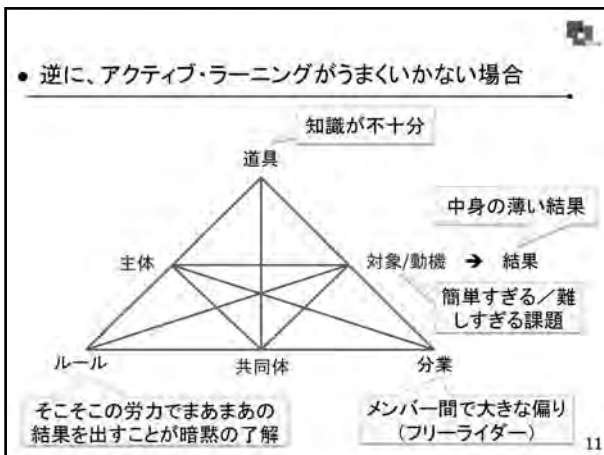 • 逆に、アクティブ・ラーニングがうまくいかない場合
知識が不十分
道具
中身の薄い結果
主体
対象/動機 ➔ 結果
簡単すぎる/難
しすぎる課題
ルール
共同体
分業
そこそこの労力でまあまあの
結果を出すことが暗黙の了解
メンバー間で大きな偏り
(フリーライダー)
11